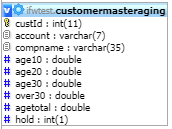 ifwtest.customermasteraging
custId : int(11)
account : varchar(7)
compname : varchar(35)
age10 : double
age20 : double
age30 : double
over30 : double
agetotal : double
hold : int(1)